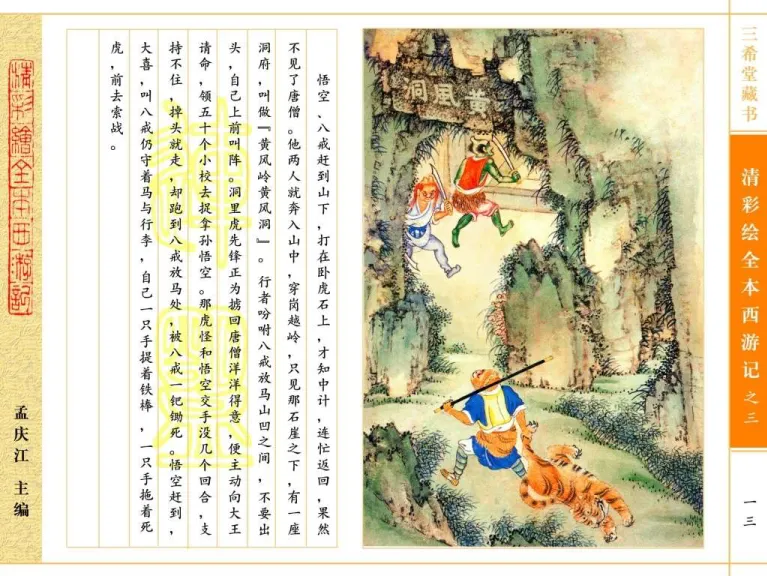 三希堂藏书
清彩绘全本西游记之三
一三
黄风洞
悟空、八戒赶到山下，打在卧虎石上，才知中计，连忙返回，果然
不见了唐僧。他两人就奔入山中，穿岗越岭，只见那石崖之下，有一座
洞府，叫做『黄风岭黄风洞』。行者吩咐八戒放马山凹之间，不要出
头，自己上前叫阵。洞里虎先锋正为掳回唐僧洋洋得意，便主动向大王
请命，领五十个小校去捉拿孙悟空。那虎怪和悟空交手没几个回合，支
持不住，掉头就走，却跑到八戒放马处，被八戒一钯锄死。悟空赶到，
大喜，叫八戒仍守着马与行李，自己一只手提着铁棒，一只手拖着死
虎，前去索战。
精彩绘全本西游记
孟庆江 主编